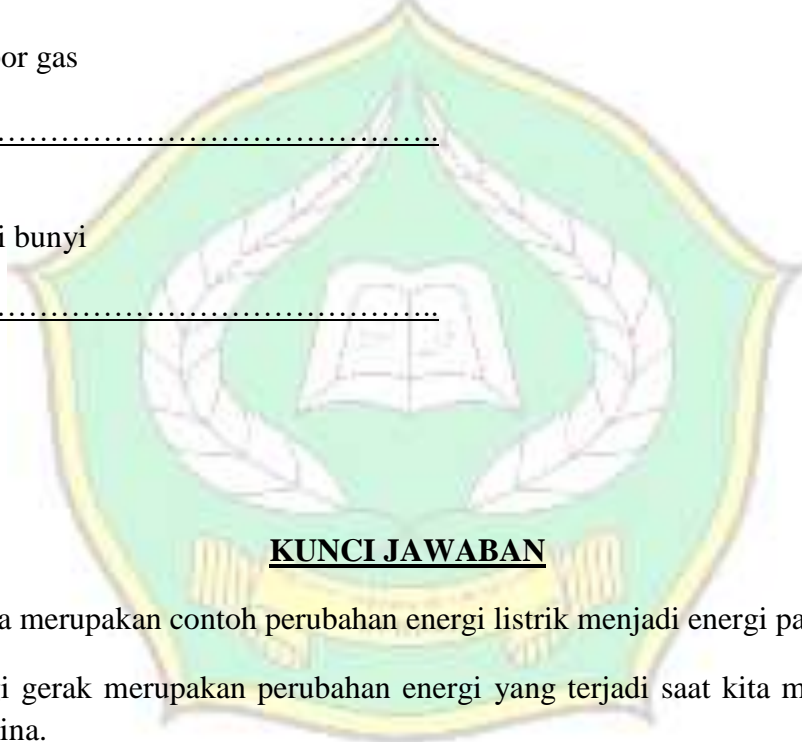 or gas
……………………………………..
i bunyi
……………………………………..
KUNCI JAWABAN
a merupakan contoh perubahan energi listrik menjadi energi pa
i gerak merupakan perubahan energi yang terjadi saat kita m
ina.